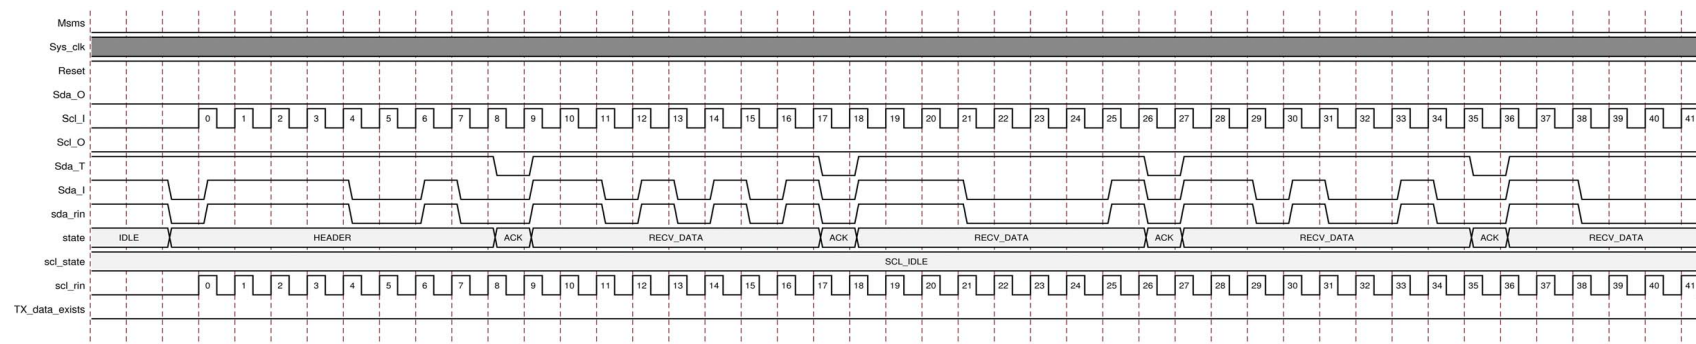 Msms
Sys_clk
Reset
Sda_O
Scl_I 0 1 2 3 4 5 6 7 8 9 10 11 12 13 14 15 16 17 18 19 20 21 22 23 24 25 26 27 28 29 30 31 32 33 34 35 36 37 38 39 40 41
Scl_O
Sda_T
Sda_I
sda_rin
state IDLE HEADER ACK RECV_DATA ACK RECV_DATA ACK RECV_DATA ACK RECV_DATA
scl_state SCL_IDLE
scl_rin 0 1 2 3 4 5 6 7 8 9 10 11 12 13 14 15 16 17 18 19 20 21 22 23 24 25 26 27 28 29 30 31 32 33 34 35 36 37 38 39 40 41
TX_data_exists